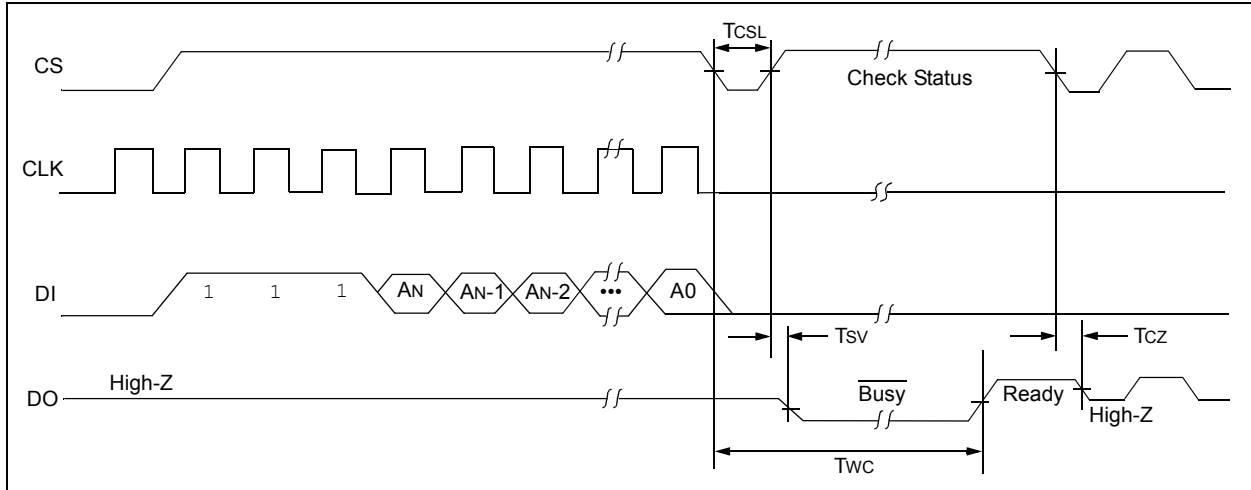 TCSL
CS
Check Status
CLK
DI
1 1 1 AN AN-1 AN-2 ••• A0
TSV
TCZ
High-Z
DO
Busy
Ready
High-Z
TWC